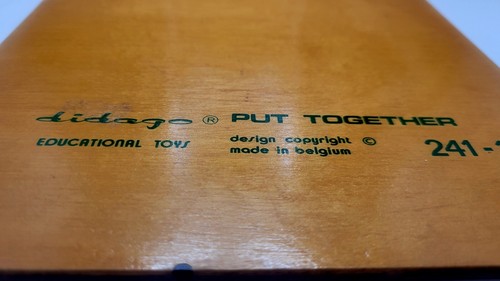 didago ® PUT TOGETHER
EDUCATIONAL TOYS design copyright ©
made in belgium 241-